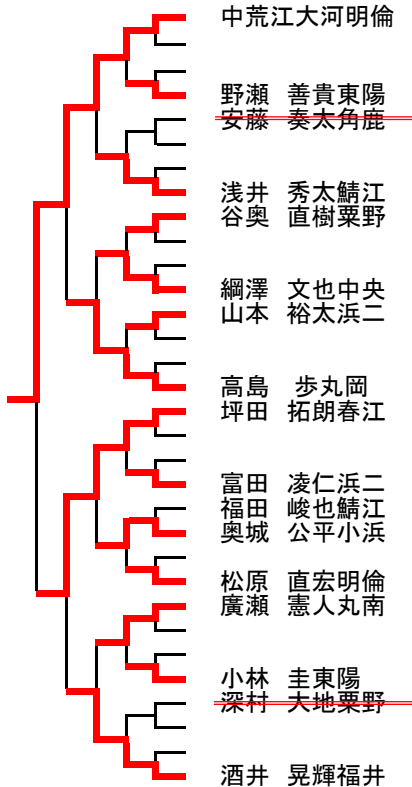 中荒江大河明倫
野瀬 善貴東陽
安藤 奏太角鹿
浅井 秀太鯖江
谷奥 直樹粟野
綱澤 文也中央
山本 裕太浜二
高島 歩丸岡
坪田 拓朗春江
富田 凌仁浜二
福田 峻也鯖江
奥城 公平小浜
松原 直宏明倫
廣瀬 憲人丸南
小林 圭東陽
深村 大地粟野
酒井 晃輝福井